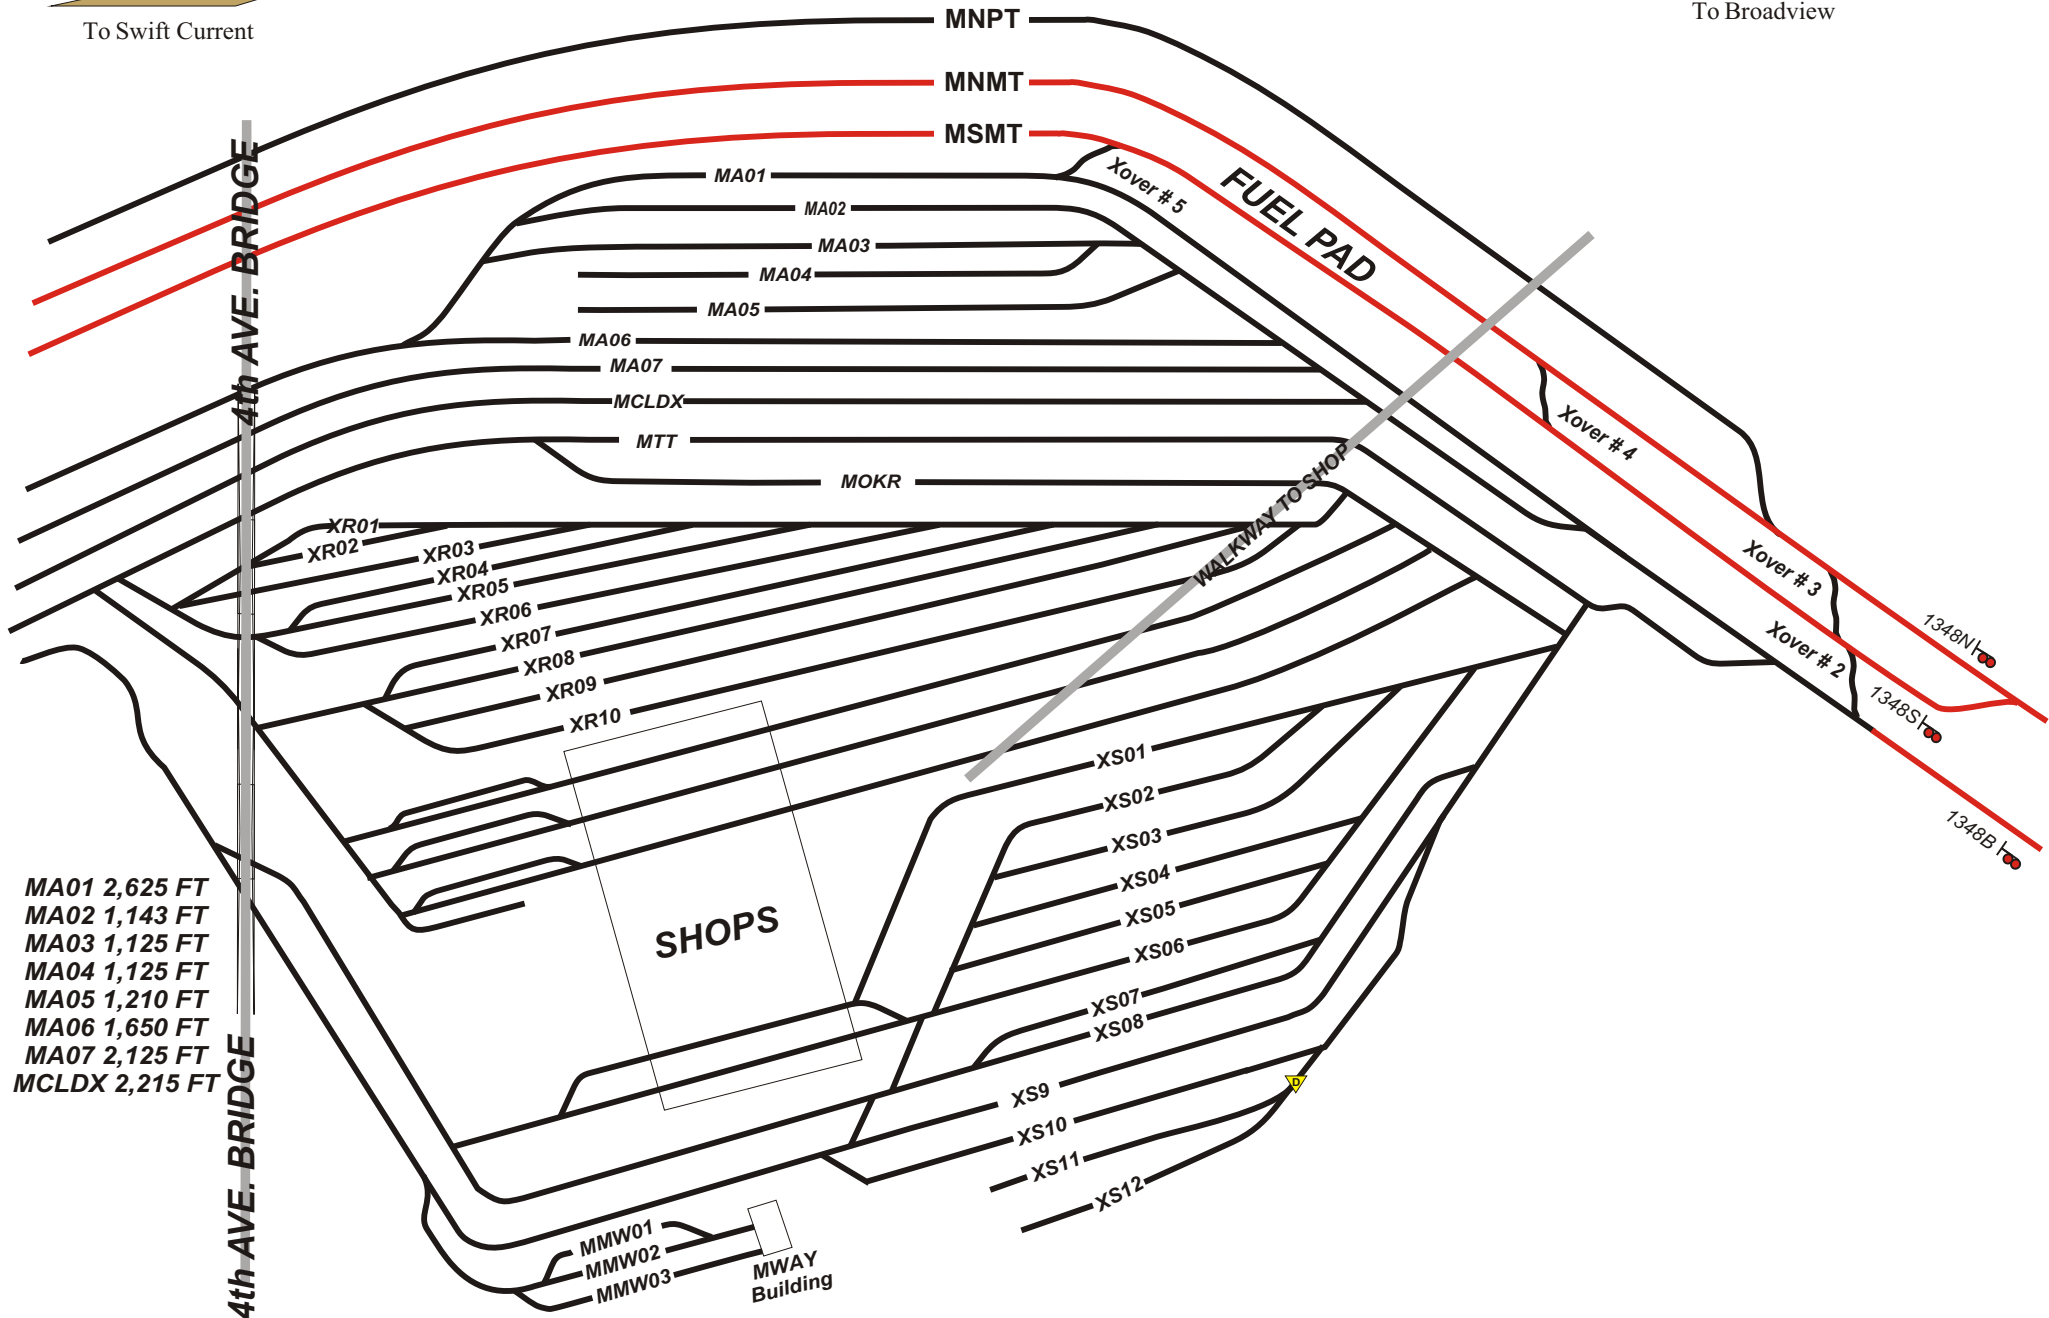 To Swift Current
To Broadview
MNPT
MNMT
MSMT
MA01
MA02
MA03
MA04
MA05
MA06
MA07
MCLDX
MTT
MOKR
4th AVE. BRIDGE
Xover # 5
FUEL PAD
Xover # 4
Xover # 3
Xover # 2
1348N
1348S
1348B
WALKWAY TO SHOP
XR01
XR02
XR03
XR04
XR05
XR06
XR07
XR08
XR09
XR10
SHOPS
XS01
XS02
XS03
XS04
XS05
XS06
XS07
XS08
XS9
XS10
XS11
XS12
D
MA01 2,625 FT
MA02 1,143 FT
MA03 1,125 FT
MA04 1,125 FT
MA05 1,210 FT
MA06 1,650 FT
MA07 2,125 FT
MCLDX 2,215 FT
4th AVE. BRIDGE
MMW01
MMW02
MMW03
MWAY
Building